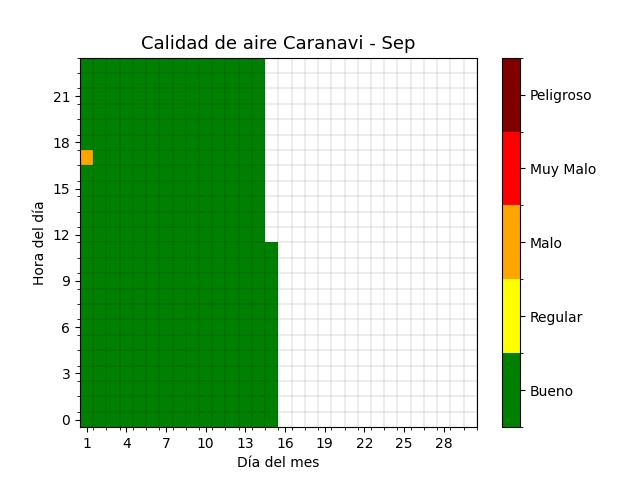 Calidad de aire Caranavi - Sep
Hora del día
21
18
15
12
9
6
3
0
1 4 7 10 13 16 19 22 25 28
Día del mes
Peligroso
Muy Malo
Malo
Regular
Bueno